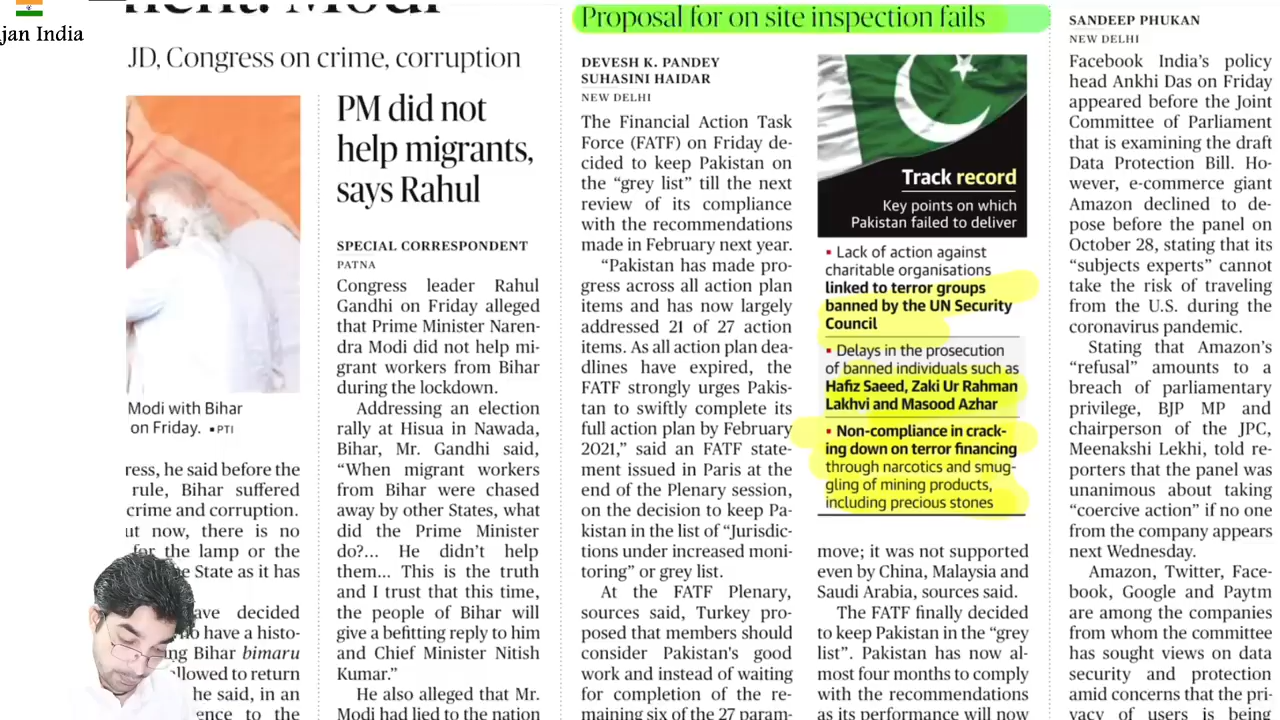 jan India
nent: Modi
JD, Congress on crime, corruption
Modi with Bihar
on Friday. ▪PTI
ress, he said before the
rule, Bihar suffered
crime and corruption.
ut now, there is no
for the lamp or the
e State as it has
ave decided
o have a histo-
ng Bihar bimaru
allowed to return
he said, in an
ence to the
PM did not
help migrants,
says Rahul
SPECIAL CORRESPONDENT
PATNA
Congress leader Rahul
Gandhi on Friday alleged
that Prime Minister Naren-
dra Modi did not help mi-
grant workers from Bihar
during the lockdown.
Addressing an election
rally at Hisua in Nawada,
Bihar, Mr. Gandhi said,
“When migrant workers
from Bihar were chased
away by other States, what
did the Prime Minister
do?... He didn’t help
them... This is the truth
and I trust that this time,
the people of Bihar will
give a befitting reply to him
and Chief Minister Nitish
Kumar.”
He also alleged that Mr.
Modi had lied to the nation
Proposal for on site inspection fails
DEVESH K. PANDEY
SUHASINI HAIDAR
NEW DELHI
The Financial Action Task
Force (FATF) on Friday de-
cided to keep Pakistan on
the “grey list” till the next
review of its compliance
with the recommendations
made in February next year.
“Pakistan has made pro-
gress across all action plan
items and has now largely
addressed 21 of 27 action
items. As all action plan dea-
dlines have expired, the
FATF strongly urges Pakis-
tan to swiftly complete its
full action plan by February
2021,” said an FATF state-
ment issued in Paris at the
end of the Plenary session,
on the decision to keep Pa-
kistan in the list of “Jurisdic-
tions under increased moni-
toring” or grey list.
At the FATF Plenary,
sources said, Turkey pro-
posed that members should
consider Pakistan's good
work and instead of waiting
for completion of the re-
maining six of the 27 param-
Track record
Key points on which
Pakistan failed to deliver
▪ Lack of action against
charitable organisations
linked to terror groups
banned by the UN Security
Council
▪ Delays in the prosecution
of banned individuals such as
Hafiz Saeed, Zaki Ur Rahman
Lakhvi and Masood Azhar
▪ Non-compliance in crack-
ing down on terror financing
through narcotics and smug-
gling of mining products,
including precious stones
move; it was not supported
even by China, Malaysia and
Saudi Arabia, sources said.
The FATF finally decided
to keep Pakistan in the “grey
list”. Pakistan has now al-
most four months to comply
with the recommendations
as its performance will now
SANDEEP PHUKAN
NEW DELHI
Facebook India’s policy
head Ankhi Das on Friday
appeared before the Joint
Committee of Parliament
that is examining the draft
Data Protection Bill. Ho-
wever, e-commerce giant
Amazon declined to de-
pose before the panel on
October 28, stating that its
“subjects experts” cannot
take the risk of traveling
from the U.S. during the
coronavirus pandemic.
Stating that Amazon’s
“refusal” amounts to a
breach of parliamentary
privilege, BJP MP and
chairperson of the JPC,
Meenakshi Lekhi, told re-
porters that the panel was
unanimous about taking
“coercive action” if no one
from the company appears
next Wednesday.
Amazon, Twitter, Face-
book, Google and Paytm
are among the companies
from whom the committee
has sought views on data
security and protection
amid concerns that the pri-
vacy of users is being